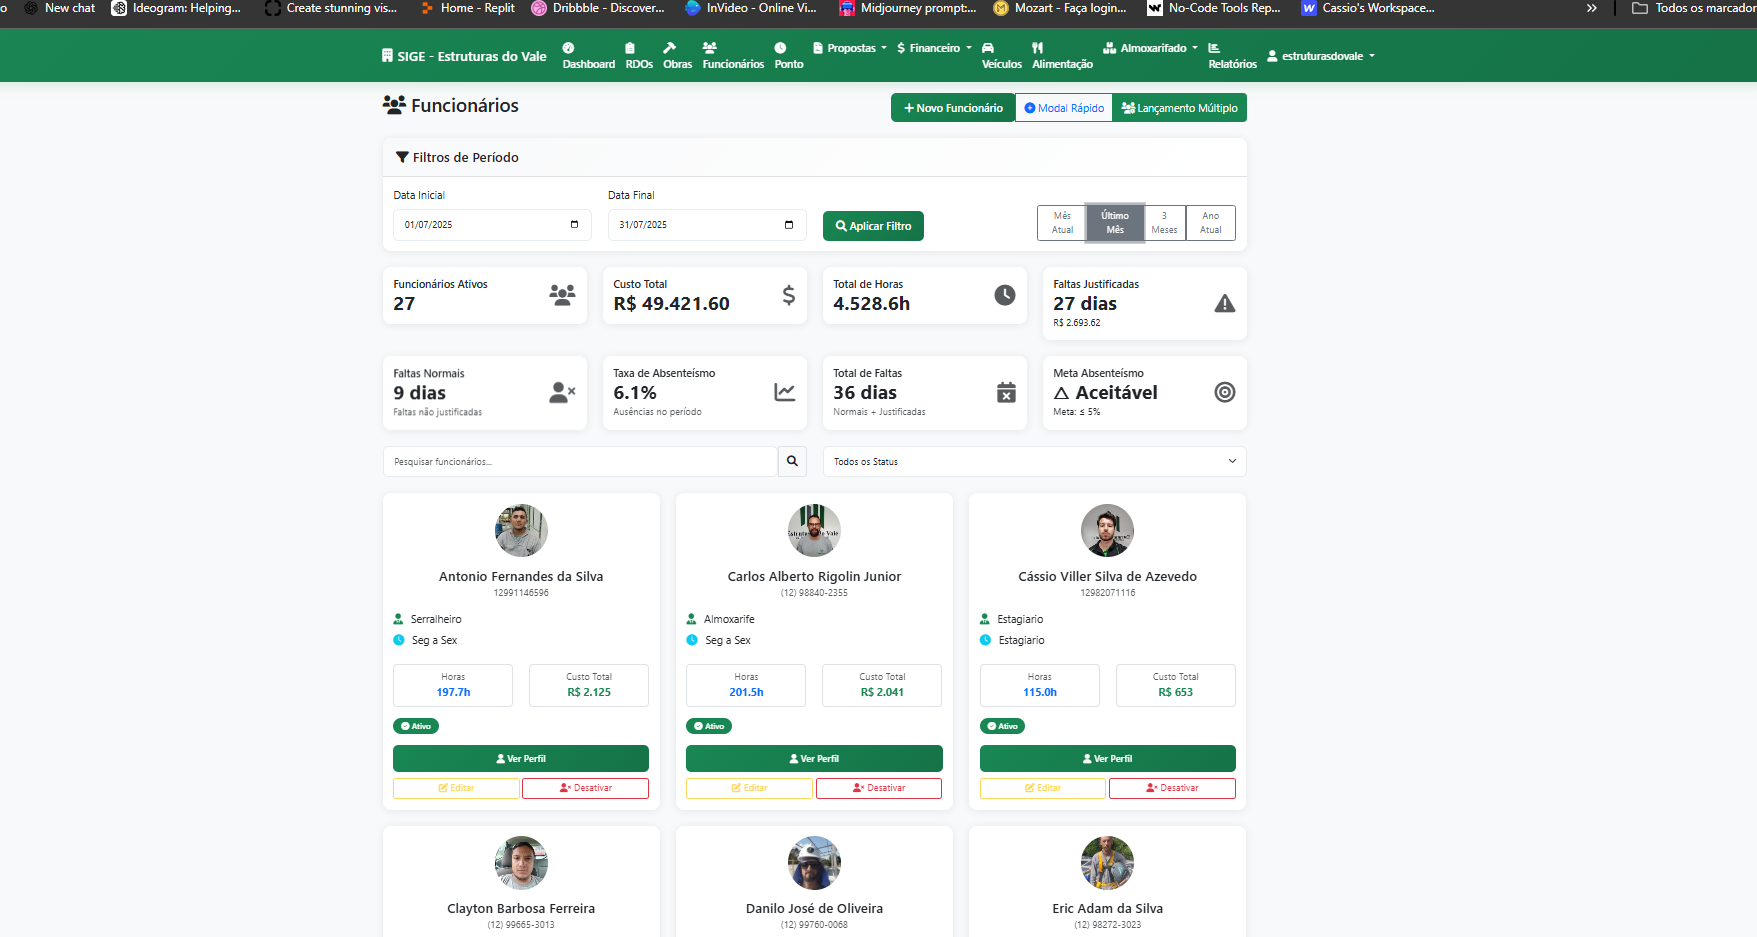 New chat
Ideogram: Helping...
Create stunning vis...
Home - Replit
Dribbble - Discover...
InVideo - Online Vi...
Midjourney prompt:...
Mozart - Faça login...
No-Code Tools Rep...
Cassio's Workspace...
»
Todos os marcador
SIGE - Estruturas do Vale
Dashboard
RDOs
Obras
Funcionários
Ponto
Propostas
Financeiro
Veículos
Alimentação
Almoxarifado
Relatórios
estruturasdovale
Funcionários
Novo Funcionário
Modal Rápido
Lançamento Múltiplo
Filtros de Período
Data Inicial
Data Final
01/07/2025
31/07/2025
Aplicar Filtro
Mês
Atual
Último
Mês
3
Meses
Ano
Atual
Funcionários Ativos
27
Custo Total
R$ 49.421.60
Total de Horas
4.528.6h
Faltas Justificadas
27 dias
R$ 2.693.62
Faltas Normais
9 dias
Faltas não justificadas
Taxa de Absenteísmo
6.1%
Ausências no período
Total de Faltas
36 dias
Normais + Justificadas
Meta Absenteísmo
△ Aceitável
Meta: ≤ 5%
Pesquisar funcionários...
Todos os Status
Antonio Fernandes da Silva
12991146596
Serralheiro
Seg a Sex
Horas
197.7h
Custo Total
R$ 2.125
Ativo
Ver Perfil
Editar
Desativar
Estruturas Do Vale
Carlos Alberto Rigolin Junior
(12) 98840-2355
Almoxarife
Seg a Sex
Horas
201.5h
Custo Total
R$ 2.041
Ativo
Ver Perfil
Editar
Desativar
Cássio Viller Silva de Azevedo
12982071116
Estagiario
Estagiario
Horas
115.0h
Custo Total
R$ 653
Ativo
Ver Perfil
Editar
Desativar
Clayton Barbosa Ferreira
(12) 99665-3013
Danilo José de Oliveira
(12) 99760-0068
Eric Adam da Silva
(12) 98272-3023